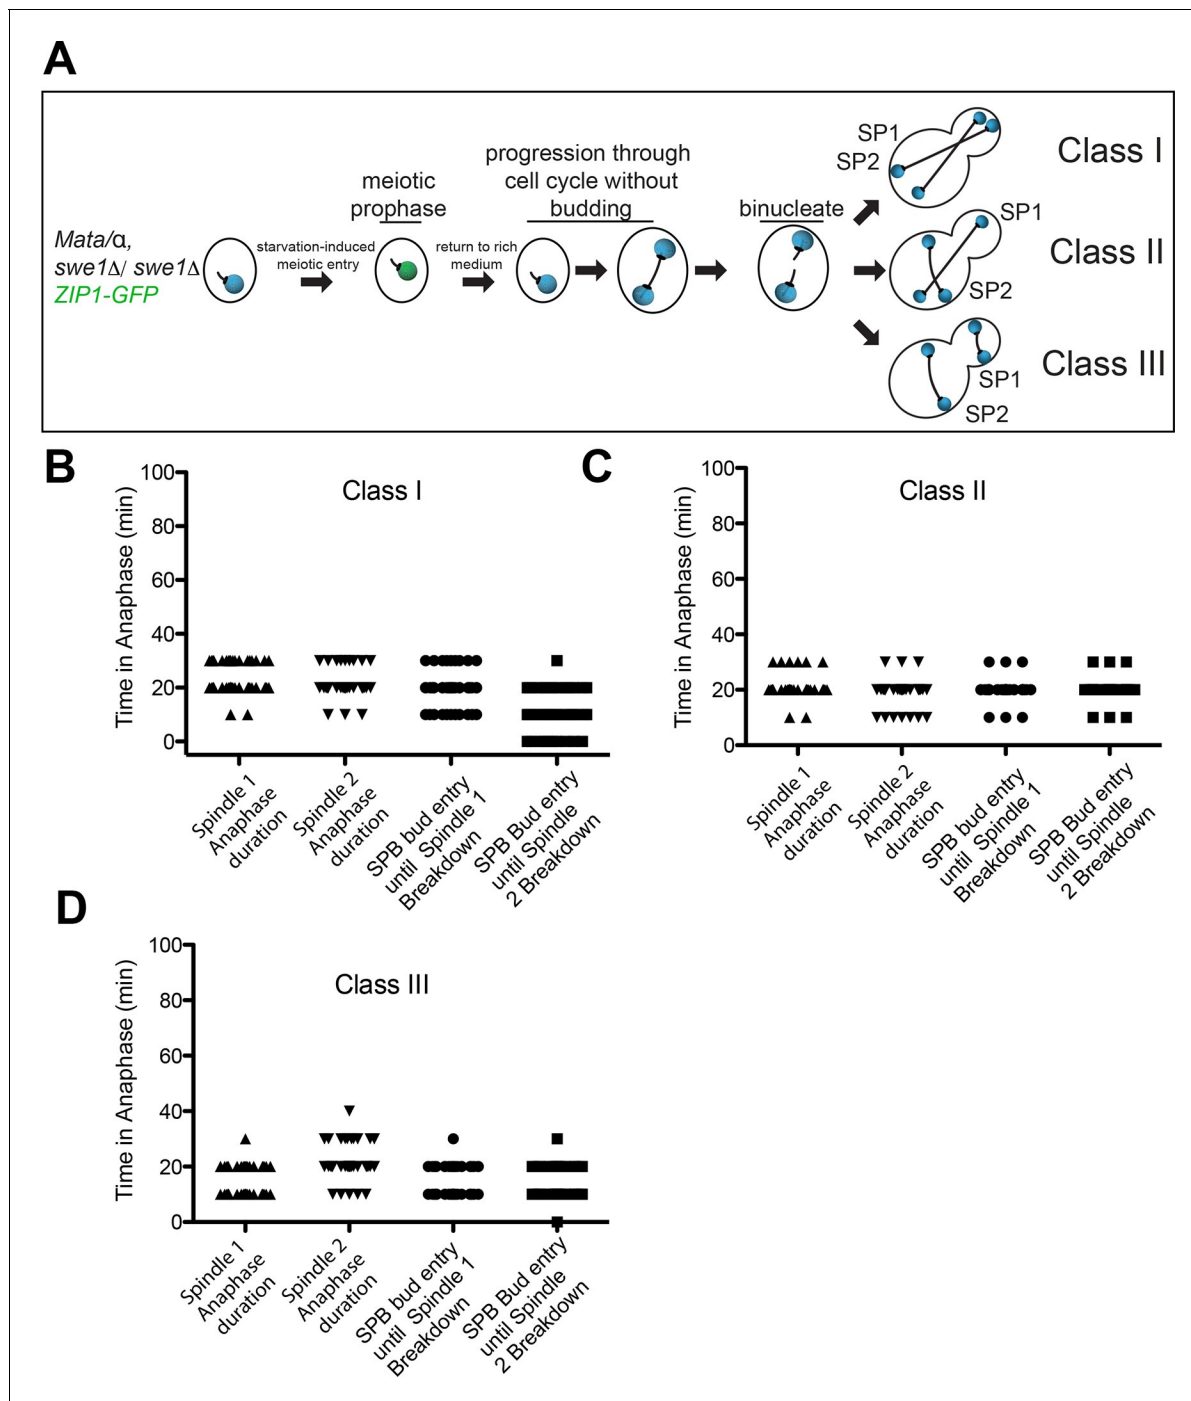 A
Mata/α,
swe1Δ/ swe1Δ
ZIP1-GFP
starvation-induced
meiotic entry
meiotic
prophase
return to rich
medium
progression through
cell cycle without
budding
binucleate
SP1
SP2
Class I
SP1
SP2
Class II
SP1
SP2
Class III
B
Class I
Time in Anaphase (min)
100
80
60
40
20
0
Spindle 1
Anaphase
duration
Spindle 2
Anaphase
duration
SPB bud entry
until Spindle 1
Breakdown
SPB Bud entry
until Spindle
2 Breakdown
C
Class II
Time in Anaphase (min)
100
80
60
40
20
0
Spindle 1
Anaphase
duration
Spindle 2
Anaphase
duration
SPB bud entry
until Spindle 1
Breakdown
SPB Bud entry
until Spindle
2 Breakdown
D
Class III
Time in Anaphase (min)
100
80
60
40
20
0
Spindle 1
Anaphase
duration
Spindle 2
Anaphase
duration
SPB bud entry
until Spindle 1
Breakdown
SPB Bud entry
until Spindle
2 Breakdown